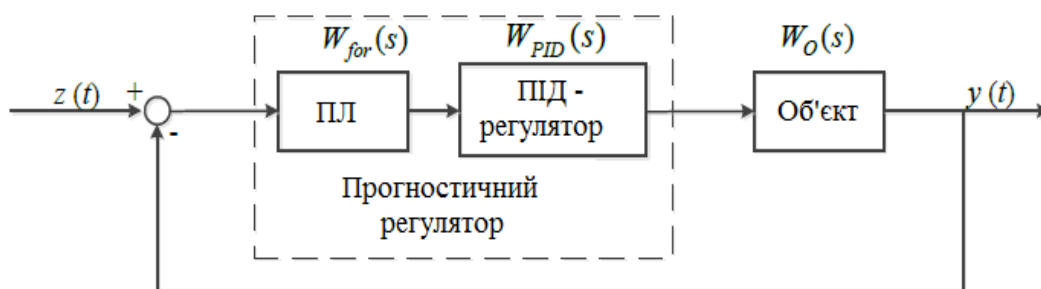 W_for(s) W_PID(s) W_O(s)
z (t) + y (t)
ПЛ ПІД - Об'єкт
регулятор
-
Прогностичний
регулятор